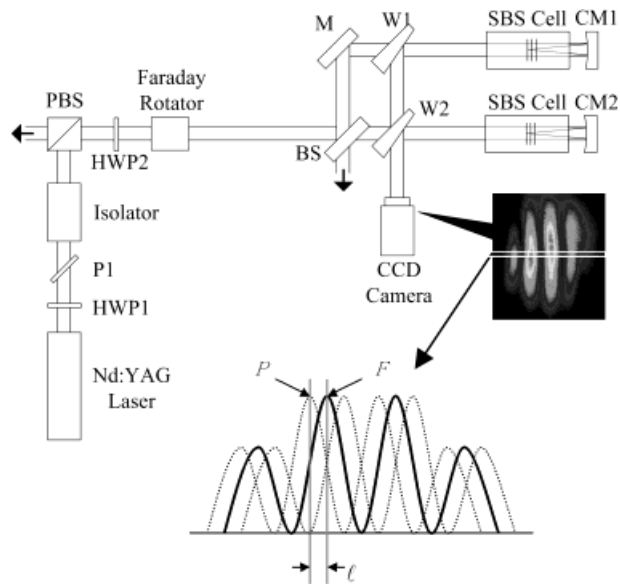 M
W1
SBS Cell CM1
Faraday
Rotator
PBS
W2
SBS Cell CM2
HWP2
BS
Isolator
P1
CCD
Camera
HWP1
Nd:YAG
Laser
P
F
ℓ